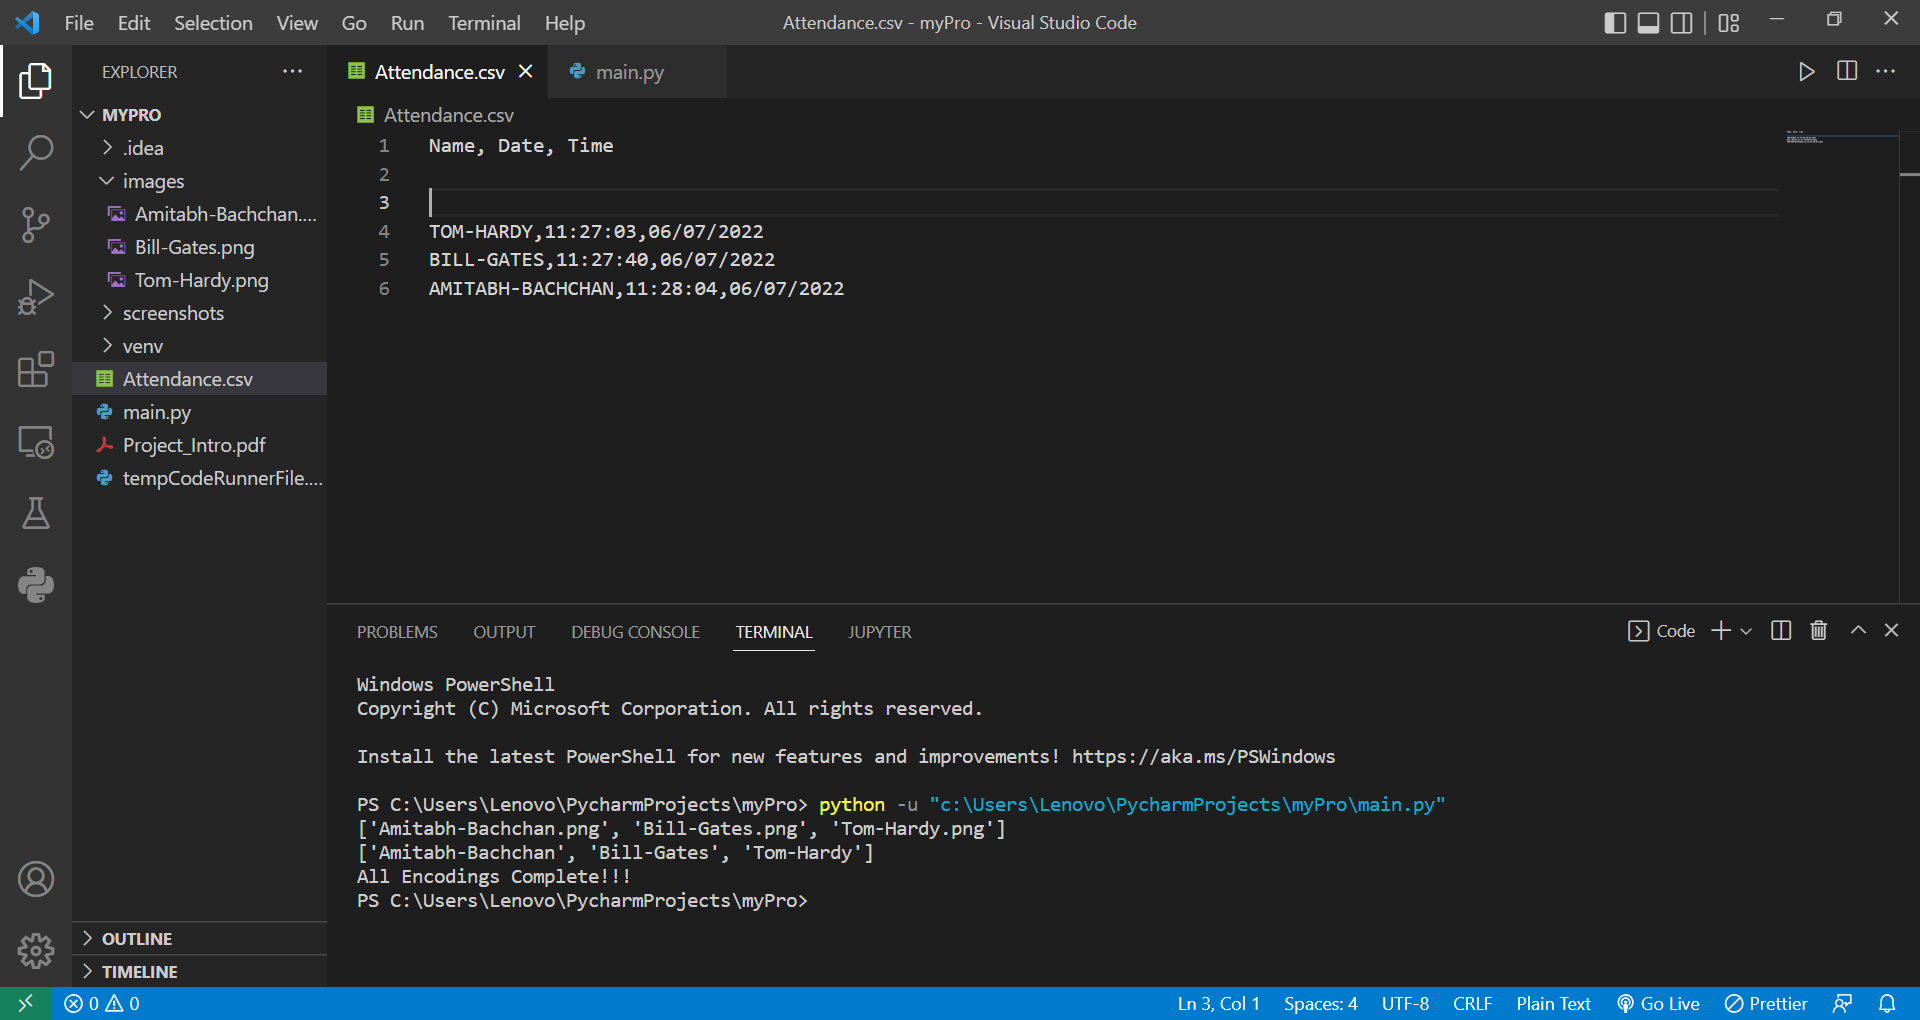 File Edit Selection View Go Run Terminal Help
Attendance.csv - myPro - Visual Studio Code
EXPLORER
MYPRO
.idea
images
Amitabh-Bachchan....
Bill-Gates.png
Tom-Hardy.png
screenshots
venv
Attendance.csv
main.py
Project_Intro.pdf
tempCodeRunnerFile....
OUTLINE
TIMELINE
Attendance.csv main.py
Attendance.csv
1 Name, Date, Time
2
3
4 TOM-HARDY,11:27:03,06/07/2022
5 BILL-GATES,11:27:40,06/07/2022
6 AMITABH-BACHCHAN,11:28:04,06/07/2022
PROBLEMS OUTPUT DEBUG CONSOLE TERMINAL JUPYTER Code
Windows PowerShell
Copyright (C) Microsoft Corporation. All rights reserved.
Install the latest PowerShell for new features and improvements! https://aka.ms/PSWindows
PS C:\Users\Lenovo\PycharmProjects\myPro> python -u "c:\Users\Lenovo\PycharmProjects\myPro\main.py"
['Amitabh-Bachchan.png', 'Bill-Gates.png', 'Tom-Hardy.png']
['Amitabh-Bachchan', 'Bill-Gates', 'Tom-Hardy']
All Encodings Complete!!!
PS C:\Users\Lenovo\PycharmProjects\myPro>
0 0 Ln 3, Col 1 Spaces: 4 UTF-8 CRLF Plain Text Go Live Prettier